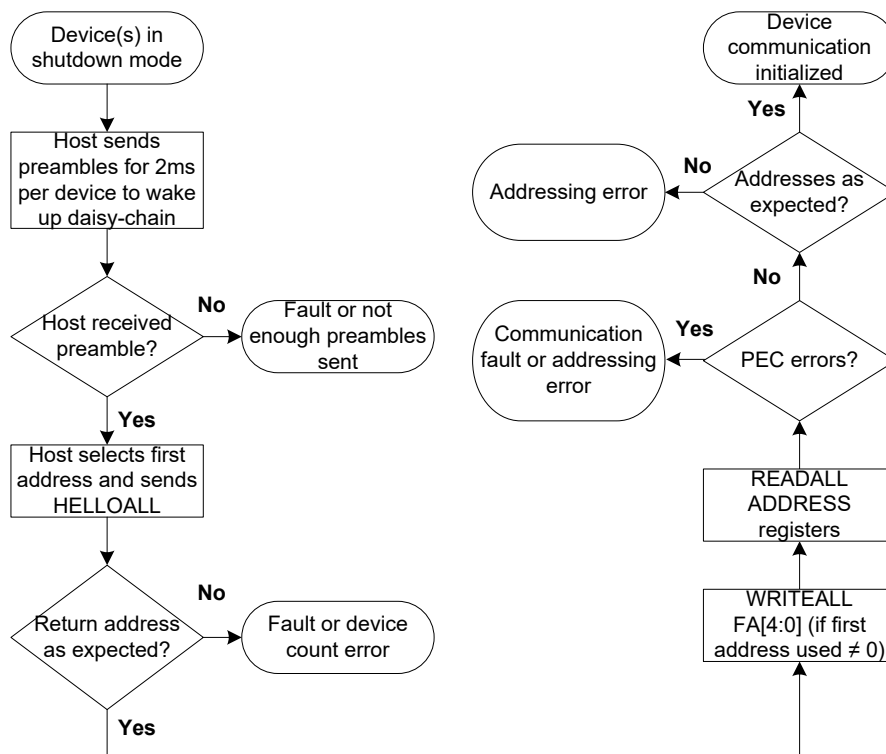 Device(s) in
shutdown mode
Host sends
preambles for 2ms
per device to wake
up daisy-chain
Host received
preamble?
No
Fault or not
enough preambles
sent
Yes
Host selects first
address and sends
HELLOALL
Return address
as expected?
No
Fault or device
count error
Yes
WRITEALL
FA[4:0] (if first
address used ≠ 0)
READALL
ADDRESS
registers
PEC errors?
Yes
Communication
fault or addressing
error
No
Addresses as
expected?
No
Addressing error
Yes
Device
communication
initialized